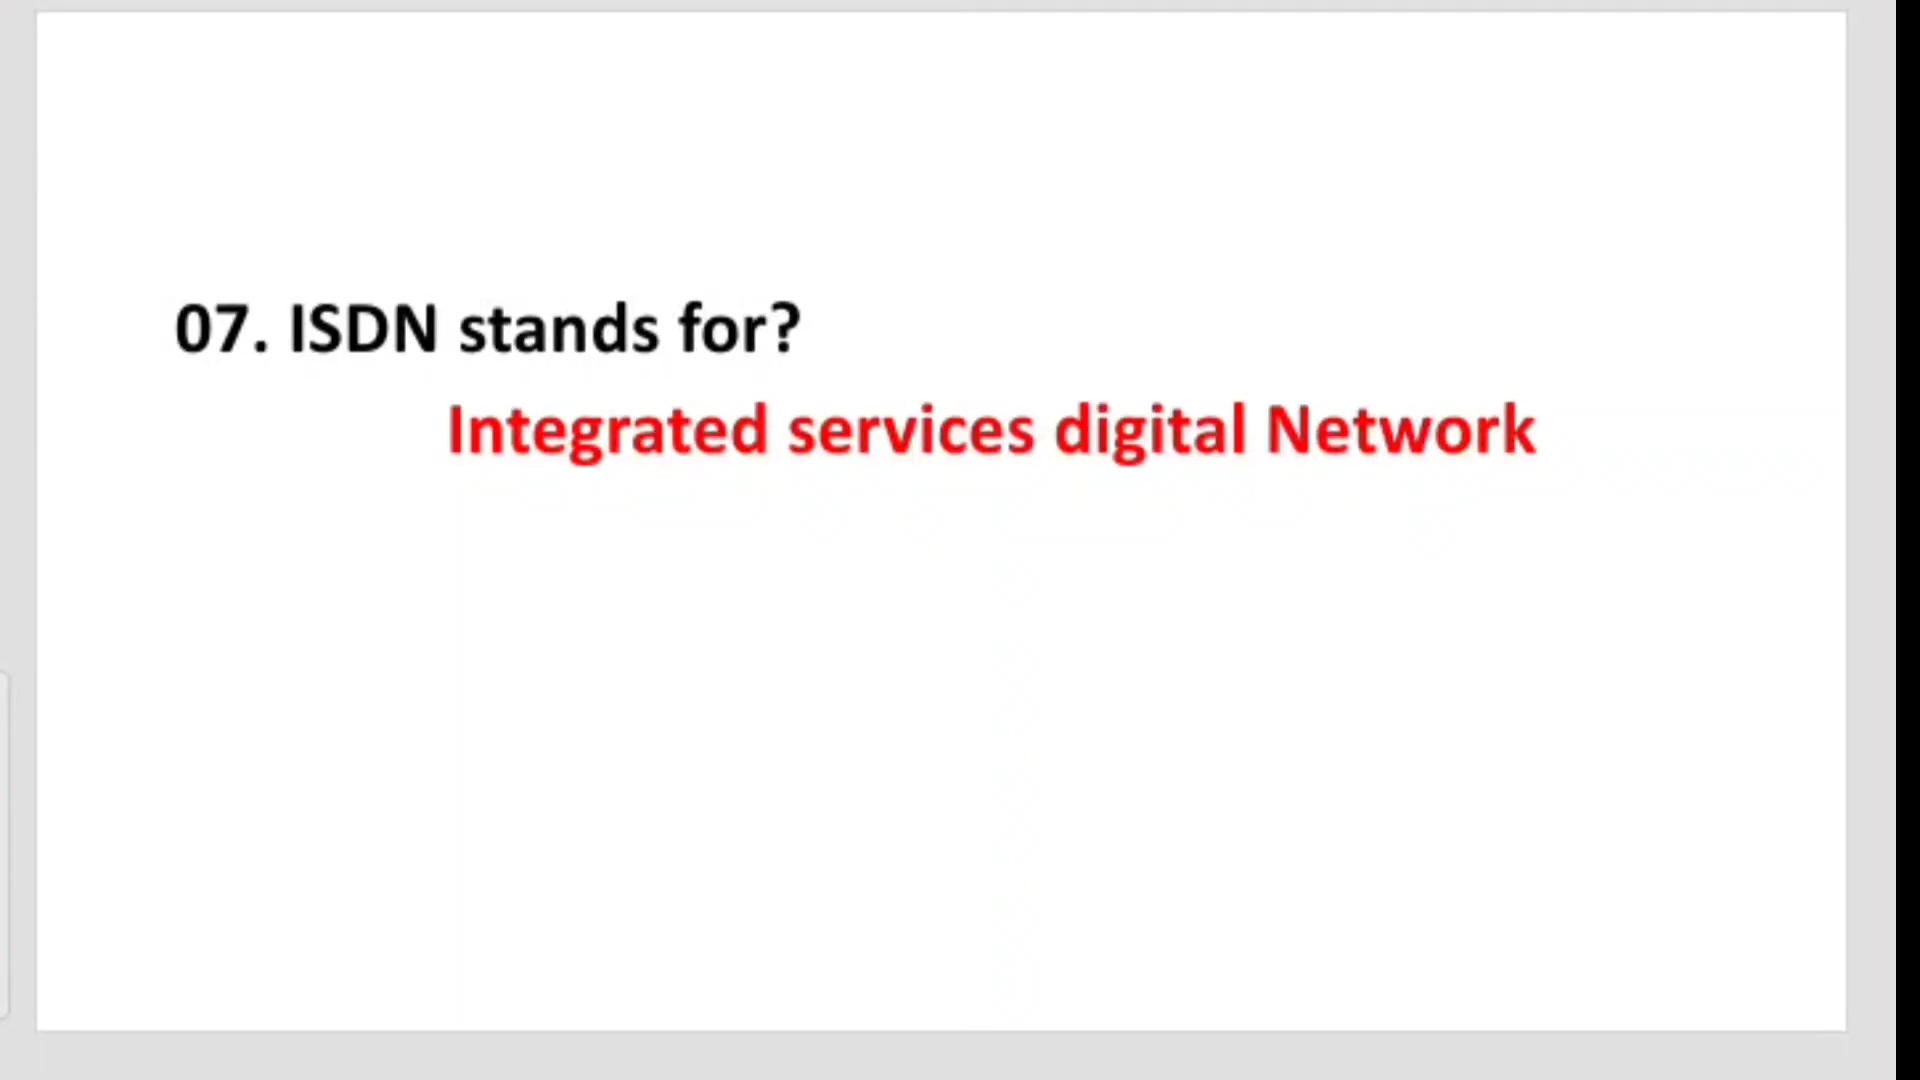 07. ISDN stands for?
Integrated services digital Network